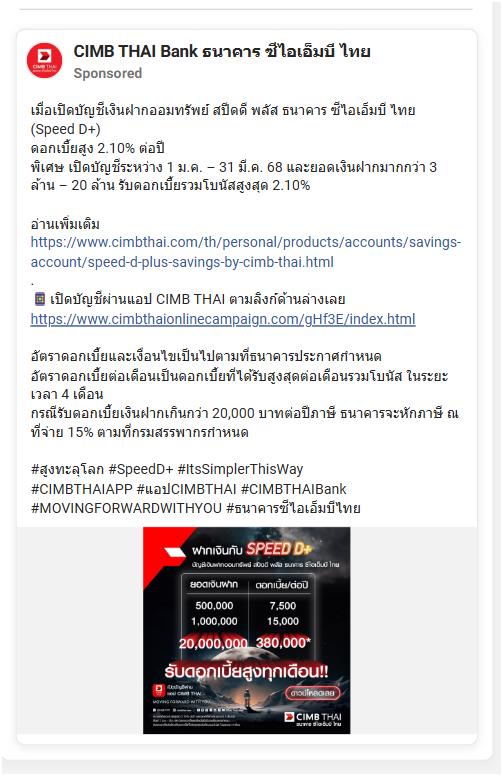 CIMB THAI Bank ธนาคาร ซีไอเอ็มบี ไทย
Sponsored
เมื่อเปิดบัญชีเงินฝากออมทรัพย์ สปีดดี พลัส ธนาคาร ซีไอเอ็มบี ไทย
(Speed D+)
ดอกเบี้ยสูง 2.10% ต่อปี
พิเศษ เปิดบัญชีระหว่าง 1 ม.ค. – 31 มี.ค. 68 และยอดเงินฝากมากกว่า 3
ล้าน – 20 ล้าน รับดอกเบี้ยรวมโบนัสสูงสุด 2.10%
อ่านเพิ่มเติม
https://www.cimbthai.com/th/personal/products/accounts/savings-
account/speed-d-plus-savings-by-cimb-thai.html
.
📱 เปิดบัญชีผ่านแอป CIMB THAI ตามลิงก์ด้านล่างเลย
https://www.cimbthaionlinecampaign.com/gHf3E/index.html
อัตราดอกเบี้ยและเงื่อนไขเป็นไปตามที่ธนาคารประกาศกำหนด
อัตราดอกเบี้ยต่อเดือนเป็นดอกเบี้ยที่ได้รับสูงสุดต่อเดือนรวมโบนัส ในระยะ
เวลา 4 เดือน
กรณีรับดอกเบี้ยเงินฝากเกินกว่า 20,000 บาทต่อปีภาษี ธนาคารจะหักภาษี ณ
ที่จ่าย 15% ตามที่กรมสรรพากรกำหนด
#สูงทะลุโลก #SpeedD+ #ItsSimplerThisWay
#CIMBTHAIAPP #แอปCIMBTHAI #CIMBTHAIBank
#MOVINGFORWARDWITHYOU #ธนาคารซีไอเอ็มบีไทย
ฝากเงินกับ SPEED D+
บัญชีเงินฝากออมทรัพย์ สปีดดี พลัส ธนาคาร ซีไอเอ็มบี ไทย
ยอดเงินฝาก ดอกเบี้ย/ต่อปี
500,000 7,500
1,000,000 15,000
20,000,000 380,000*
รับดอกเบี้ยสูงทุกเดือน!!
เปิดบัญชีผ่าน
แอป CIMB THAI
ดาวน์โหลดเลย
MOVING FORWARD WITH YOU
CIMB THAI
ธนาคาร ซีไอเอ็มบี ไทย